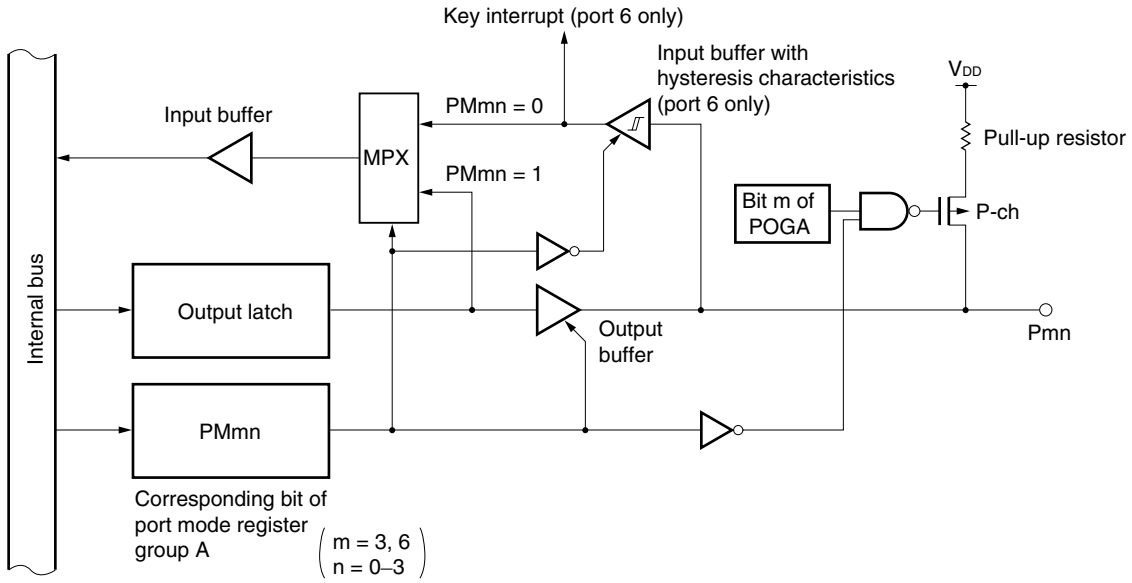 Key interrupt (port 6 only)
Input buffer with
hysteresis characteristics
(port 6 only)
VDD
Input buffer
PMmn = 0
Pull-up resistor
MPX
PMmn = 1
Bit m of
POGA
P-ch
Internal bus
Output latch
Output
buffer
Pmn
PMmn
Corresponding bit of
port mode register
group A
m = 3, 6
n = 0–3